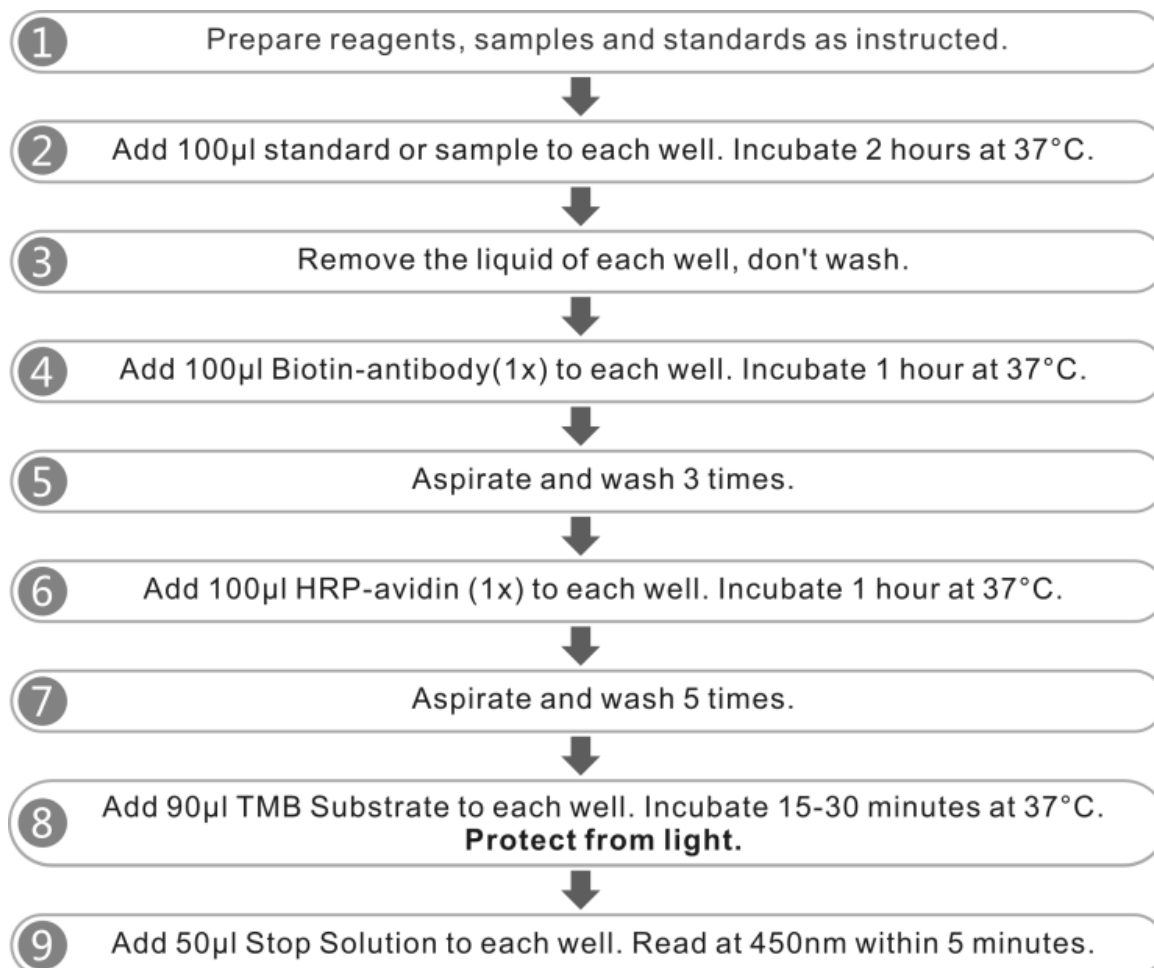 1 Prepare reagents, samples and standards as instructed.
2 Add 100µl standard or sample to each well. Incubate 2 hours at 37°C.
3 Remove the liquid of each well, don't wash.
4 Add 100µl Biotin-antibody(1x) to each well. Incubate 1 hour at 37°C.
5 Aspirate and wash 3 times.
6 Add 100µl HRP-avidin (1x) to each well. Incubate 1 hour at 37°C.
7 Aspirate and wash 5 times.
8 Add 90µl TMB Substrate to each well. Incubate 15-30 minutes at 37°C.
Protect from light.
9 Add 50µl Stop Solution to each well. Read at 450nm within 5 minutes.